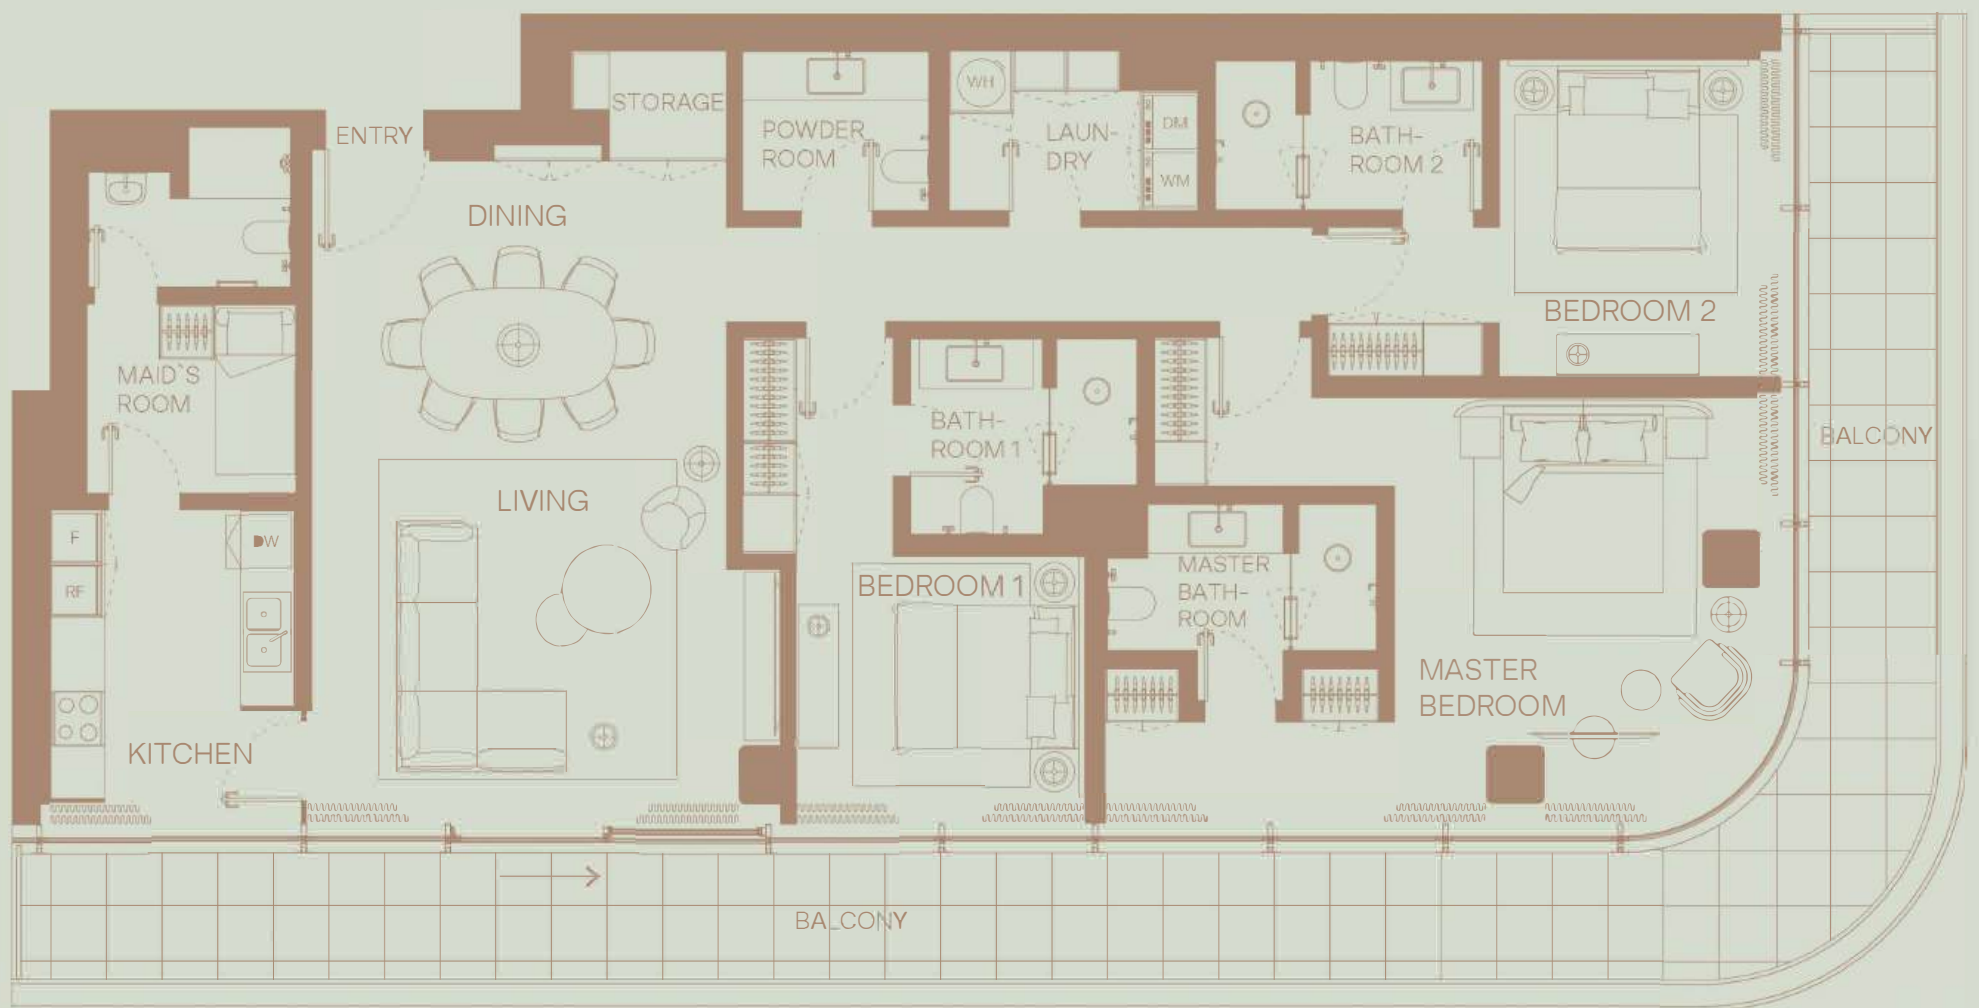 ENTRY
STORAGE
POWDER
ROOM
WH
LAUN-
DRY
DM
WM
BATH-
ROOM 2
DINING
BEDROOM 2
MAID`S
ROOM
BATH-
ROOM 1
BALCONY
LIVING
F
DW
RF
BEDROOM 1
MASTER
BATH-
ROOM
MASTER
BEDROOM
KITCHEN
BALCONY